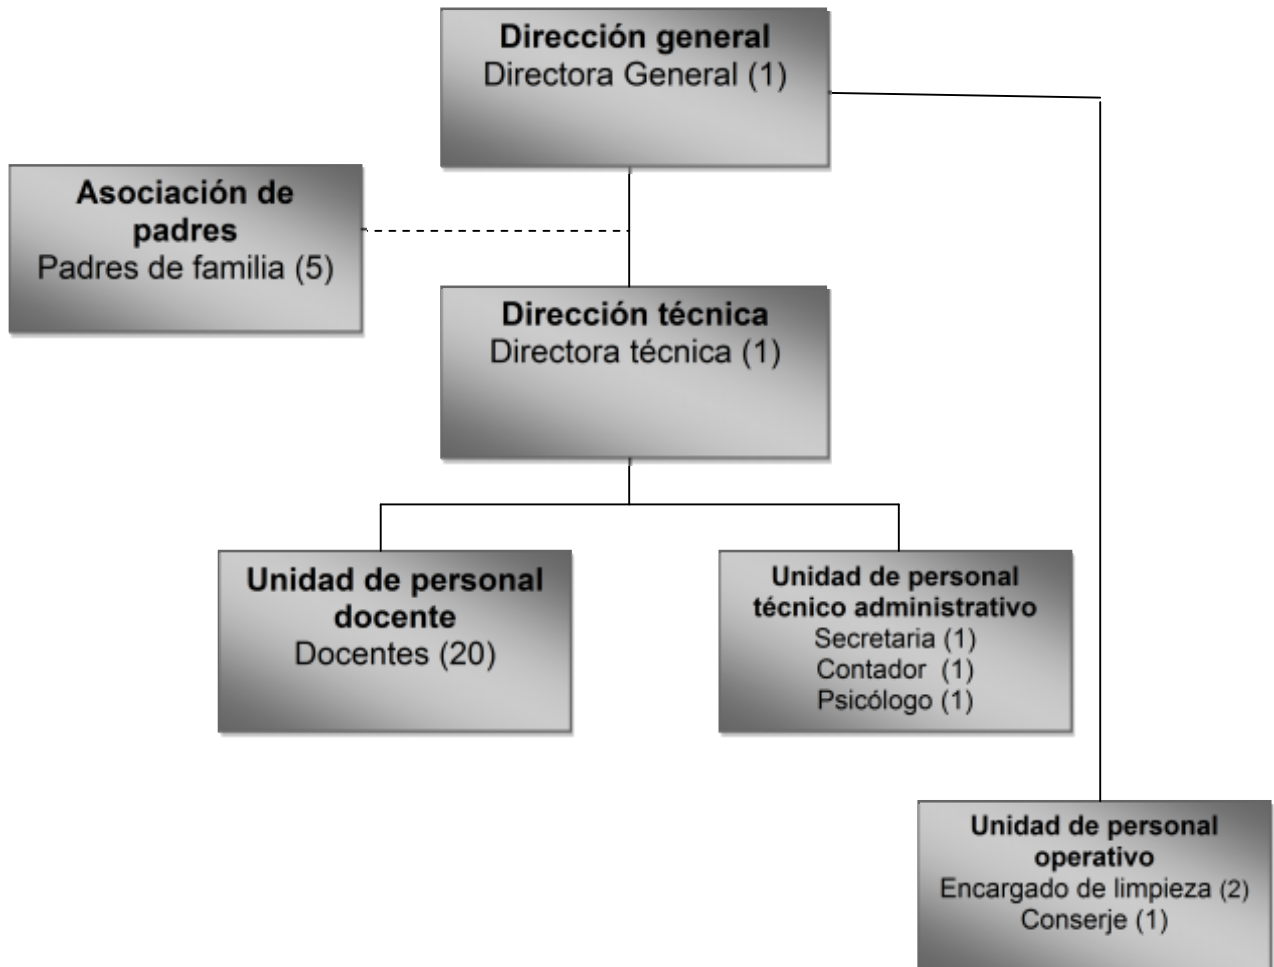 Dirección general
Directora General (1)
Asociación de
padres
Padres de familia (5)
Dirección técnica
Directora técnica (1)
Unidad de personal
docente
Docentes (20)
Unidad de personal
técnico administrativo
Secretaria (1)
Contador (1)
Psicólogo (1)
Unidad de personal
operativo
Encargado de limpieza (2)
Conserje (1)